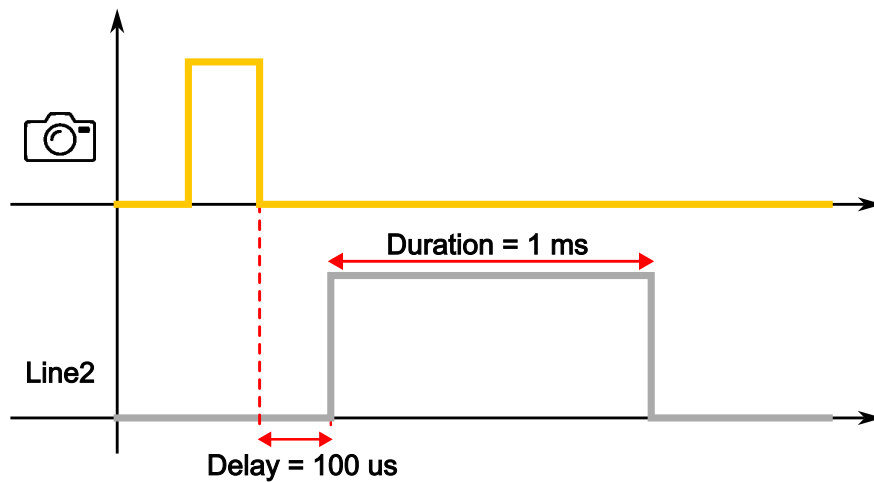 Duration = 1 ms
Line2
Delay = 100 us